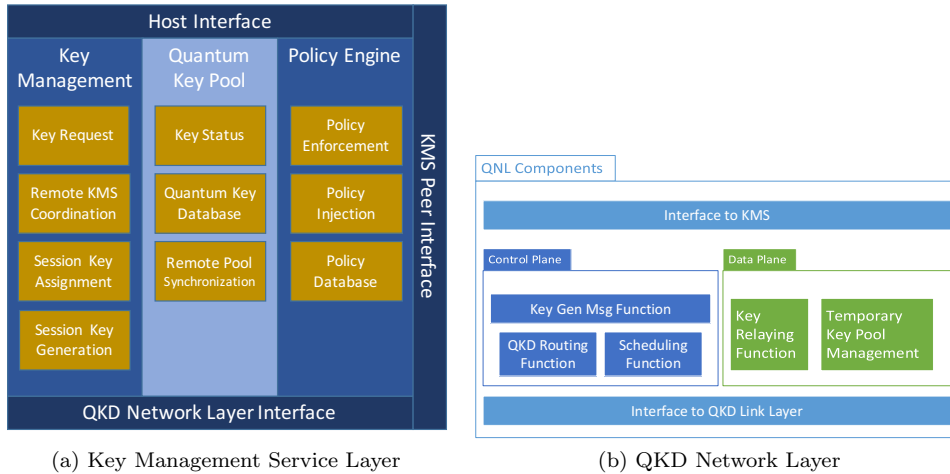 Host Interface
Key
Management
Quantum
Key Pool
Policy Engine
Key Request
Remote KMS
Coordination
Session Key
Assignment
Session Key
Generation
Key Status
Quantum Key
Database
Remote Pool
Synchronization
Policy
Enforcement
Policy
Injection
Policy
Database
KMS Peer Interface
QKD Network Layer Interface
(a) Key Management Service Layer
QNL Components
Interface to KMS
Control Plane
Key Gen Msg Function
QKD Routing
Function
Scheduling
Function
Data Plane
Key
Relaying
Function
Temporary
Key Pool
Management
Interface to QKD Link Layer
(b) QKD Network Layer